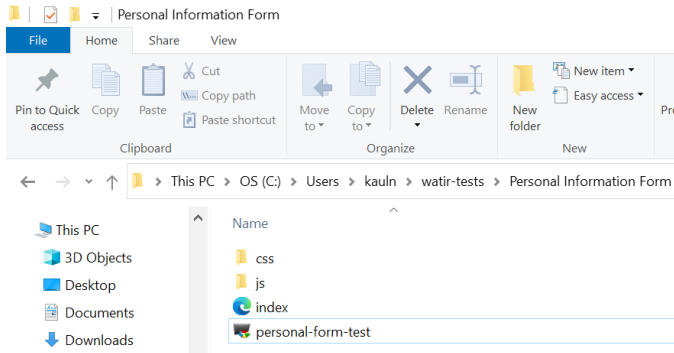 Personal Information Form
File Home Share View
Pin to Quick access
Copy
Paste
Cut
Copy path
Paste shortcut
Clipboard
Move to
Copy to
Delete
Rename
Organize
New folder
New item
Easy access
New
This PC > OS (C:) > Users > kauln > watir-tests > Personal Information Form
Name
This PC
3D Objects
Desktop
Documents
Downloads
css
js
index
personal-form-test